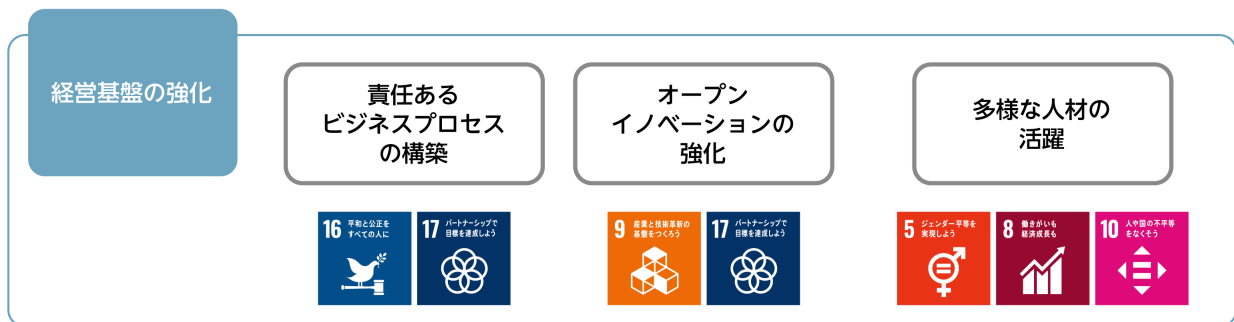 経営基盤の強化
責任ある
ビジネスプロセス
の構築
オープン
イノベーションの
強化
多様な人材の
活躍
16 平和と公正を
すべての人に
17 パートナーシップで
目標を達成しよう
9 産業と技術革新の
基盤をつくろう
17 パートナーシップで
目標を達成しよう
5 ジェンダー平等を
実現しよう
8 働きがいも
経済成長も
10 人や国の不平等
をなくそう